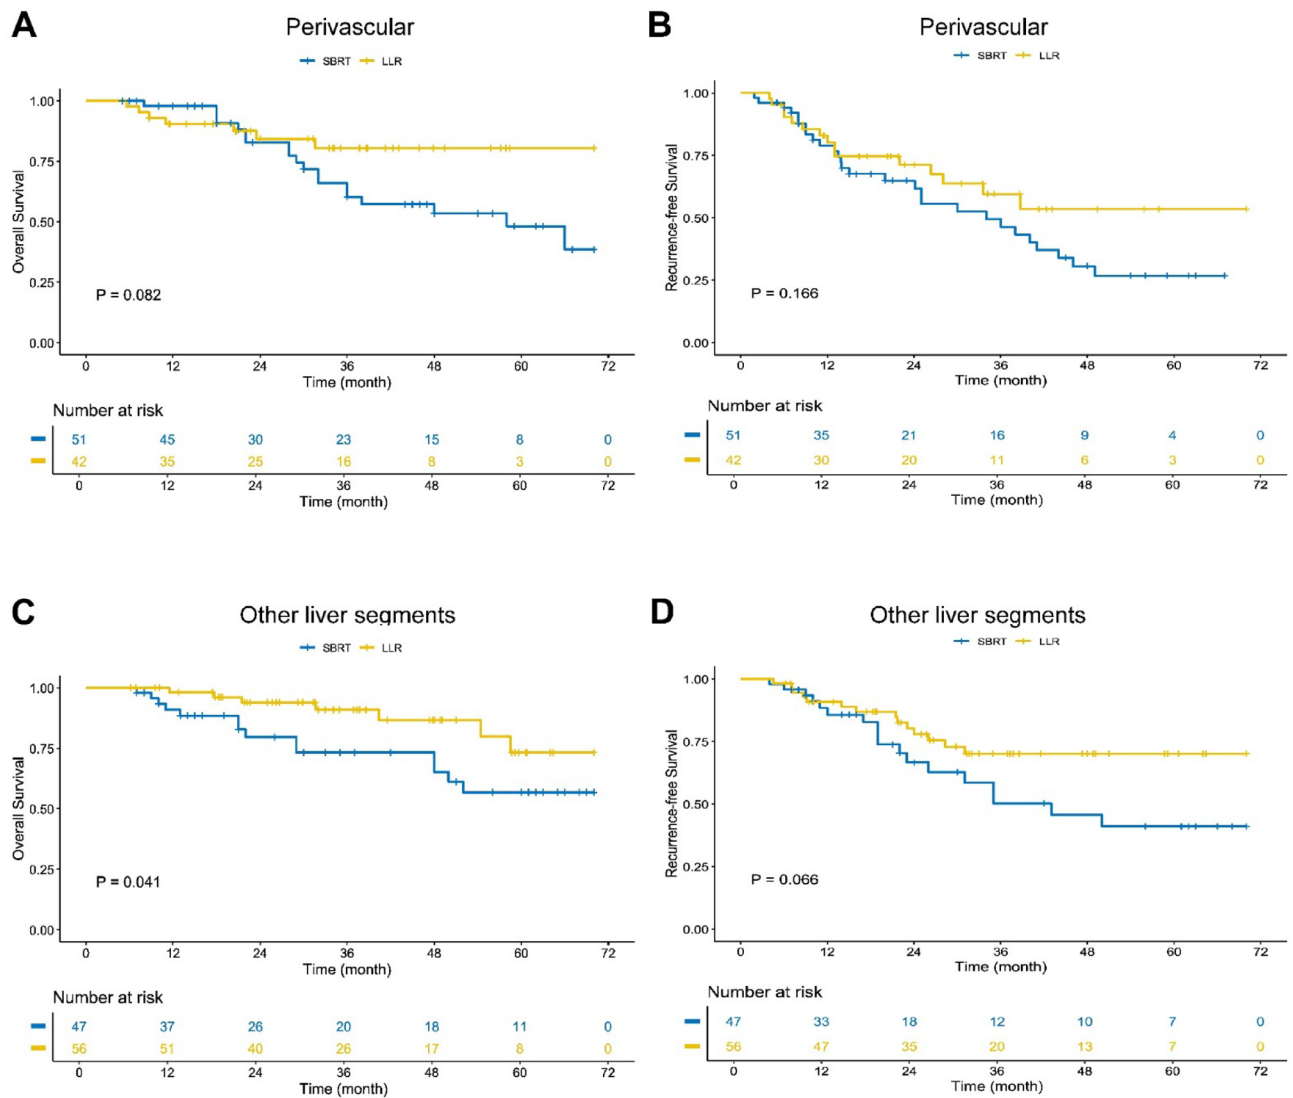 A
Perivascular
SBRT LLR
Overall Survival
1.00
0.75
0.50
0.25
0.00
P = 0.082
0 12 24 36 48 60 72
Time (month)
Number at risk
51 45 30 23 15 8 0
42 35 25 16 8 3 0
0 12 24 36 48 60 72
Time (month)
B
Perivascular
SBRT LLR
Recurrence-free Survival
1.00
0.75
0.50
0.25
0.00
P = 0.166
0 12 24 36 48 60 72
Time (month)
Number at risk
51 35 21 16 9 4 0
42 30 20 11 6 3 0
0 12 24 36 48 60 72
Time (month)
C
Other liver segments
SBRT LLR
Overall Survival
1.00
0.75
0.50
0.25
0.00
P = 0.041
0 12 24 36 48 60 72
Time (month)
Number at risk
47 37 26 20 18 11 0
56 51 40 26 17 8 0
0 12 24 36 48 60 72
Time (month)
D
Other liver segments
SBRT LLR
Recurrence-free Survival
1.00
0.75
0.50
0.25
0.00
P = 0.066
0 12 24 36 48 60 72
Time (month)
Number at risk
47 33 18 12 10 7 0
56 47 35 20 13 7 0
0 12 24 36 48 60 72
Time (month)